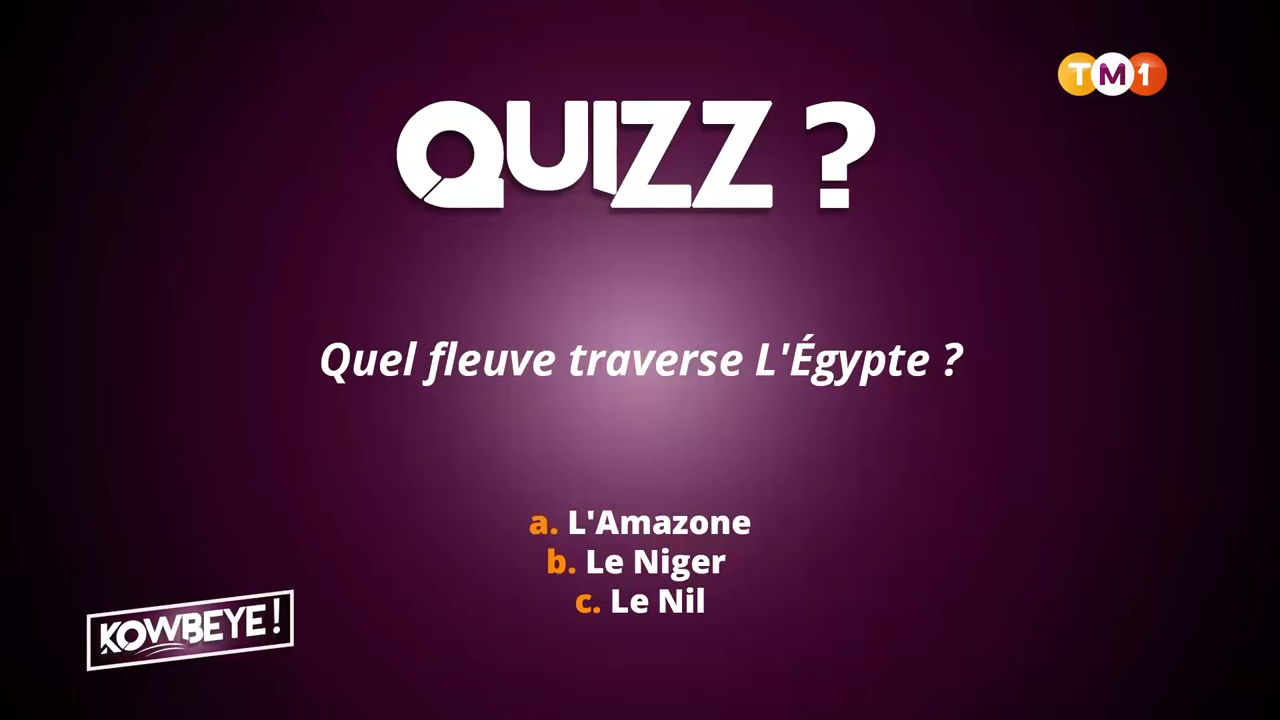 TM1
QUIZZ ?
Quel fleuve traverse L'Égypte ?
a. L'Amazone
b. Le Niger
c. Le Nil
KOWBEYE !